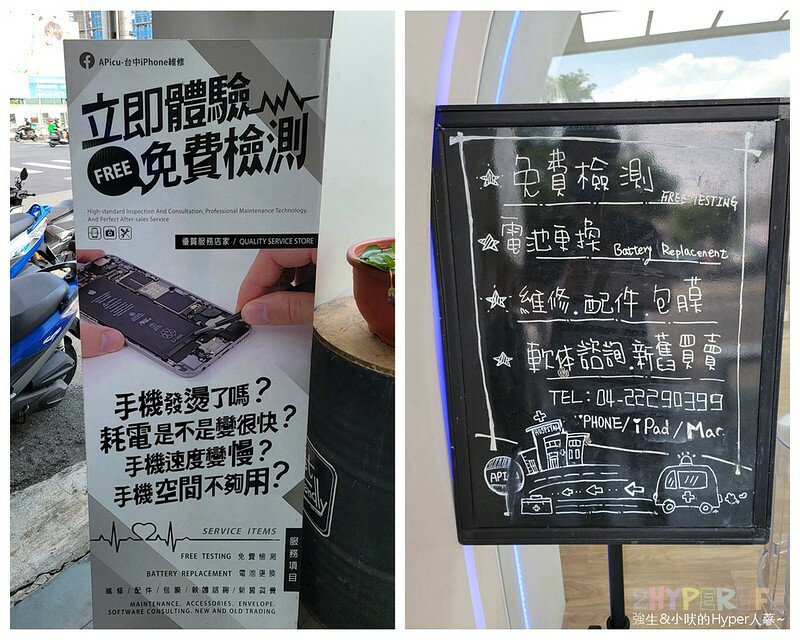 APicu-台中iPhone維修
立即體驗
FREE 免費檢測
High-standard Inspection And Consultation, Professional Maintenance Technology,
And Perfect After-sales Service
優質服務店家 / QUALITY SERVICE STORE
手機發燙了嗎?
耗電是不是變很快?
手機速度變慢?
手機空間不夠用?
SERVICE ITEMS
服務項目
FREE TESTING 免費檢測
BATTERY REPLACEMENT 電池更換
維修/配件/包膜/軟體諮詢/新舊買賣
MAINTENANCE. ACCESSORIES. ENVELOPE.
SOFTWARE CONSULTING. NEW AND OLD TRADING
免費檢測 FREE TESTING
電池更換 Battery Replacement
維修.配件.包膜
軟体諮詢.新舊買賣
TEL:04-22290399
iPHONE/iPad/Mac
HOSPITAL
API
2HYPERLIFE
強生&小吠的Hyper人蔘~